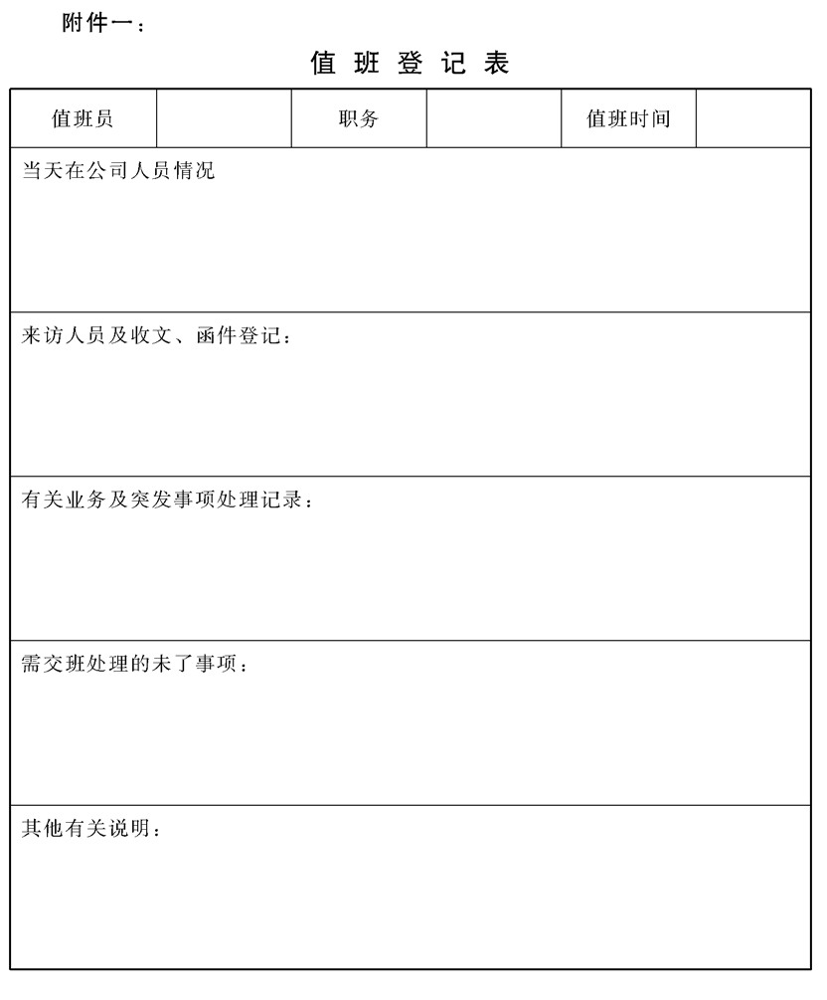 附件一：
值班登记表
值班员 职务 值班时间
当天在公司人员情况
来访人员及收文、函件登记：
有关业务及突发事项处理记录：
需交班处理的未了事项：
其他有关说明：